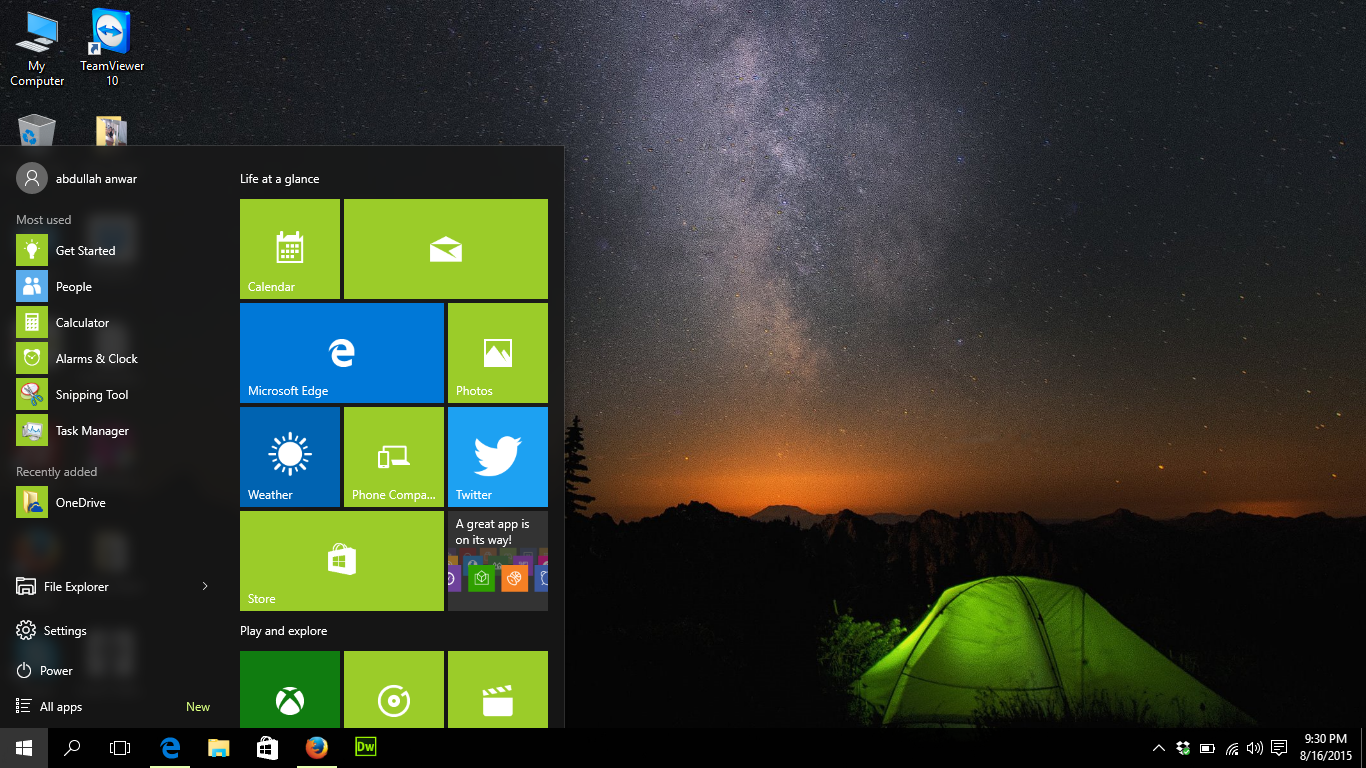 My
Computer
TeamViewer
10
abdullah anwar
Most used
Get Started
People
Calculator
Alarms & Clock
Snipping Tool
Task Manager
Recently added
OneDrive
File Explorer
Settings
Power
All apps
New
Life at a glance
Calendar
Microsoft Edge
Photos
Weather
Phone Compa...
Twitter
Store
A great app is
on its way!
Play and explore
Dw
9:30 PM
8/16/2015